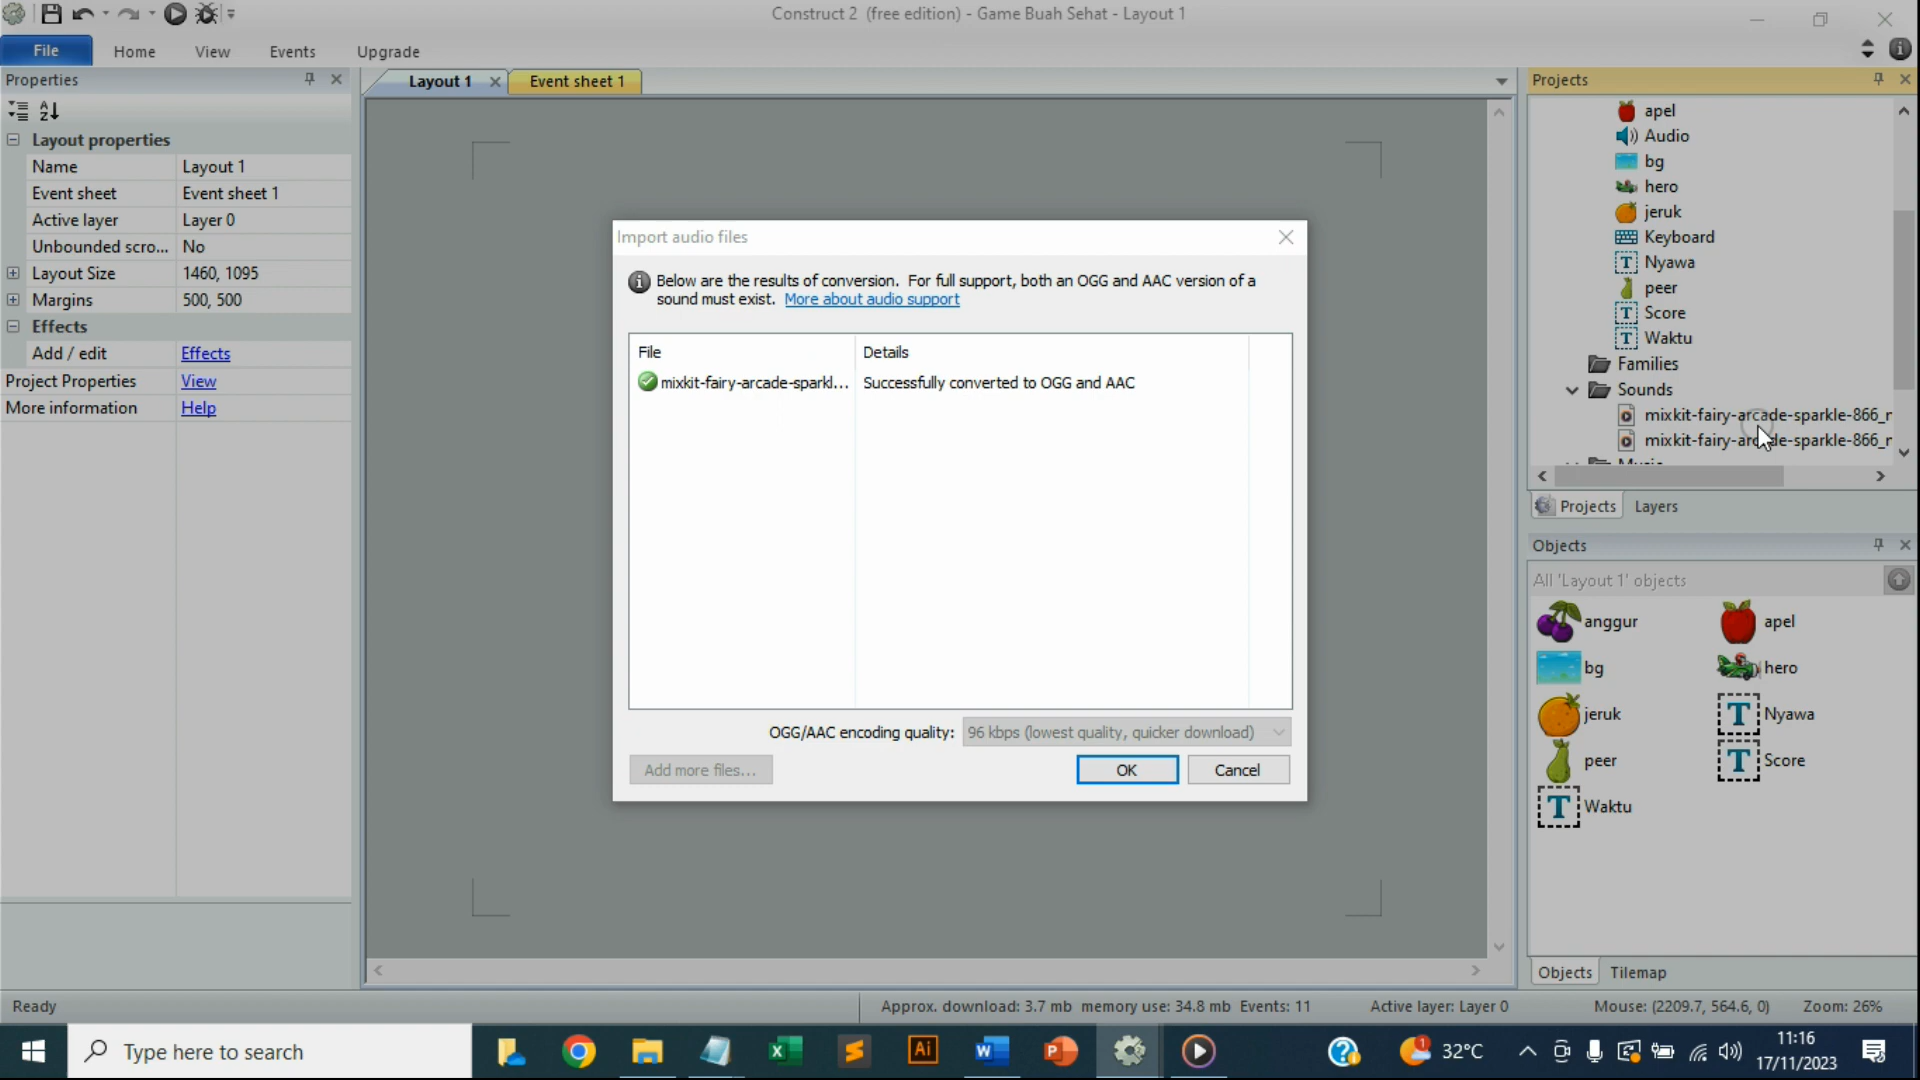 Construct 2 (free edition) - Game Buah Sehat - Layout 1
File Home View Events Upgrade
Properties
Layout 1
Event sheet 1
Projects
Layout properties
Name Layout 1
Event sheet Event sheet 1
Active layer Layer 0
Unbounded scro... No
Layout Size 1460, 1095
Margins 500, 500
Effects
Add / edit Effects
Project Properties View
More information Help
Import audio files
Below are the results of conversion. For full support, both an OGG and AAC version of a
sound must exist. More about audio support
File Details
mixkit-fairy-arcade-sparkl... Successfully converted to OGG and AAC
OGG/AAC encoding quality: 96 kbps (lowest quality, quicker download)
Add more files... OK Cancel
apel
Audio
bg
hero
jeruk
Keyboard
T Nyawa
peer
T Score
T Waktu
Families
Sounds
mixkit-fairy-arcade-sparkle-866_r
mixkit-fairy-arcade-sparkle-866_r
Projects Layers
Objects
All 'Layout 1' objects
anggur apel
bg hero
jeruk T Nyawa
peer T Score
T Waktu
Objects Tilemap
Ready Approx. download: 3.7 mb memory use: 34.8 mb Events: 11 Active layer: Layer 0 Mouse: (2209.7, 564.6, 0) Zoom: 26%
Type here to search
Ai
32°C
11:16
17/11/2023